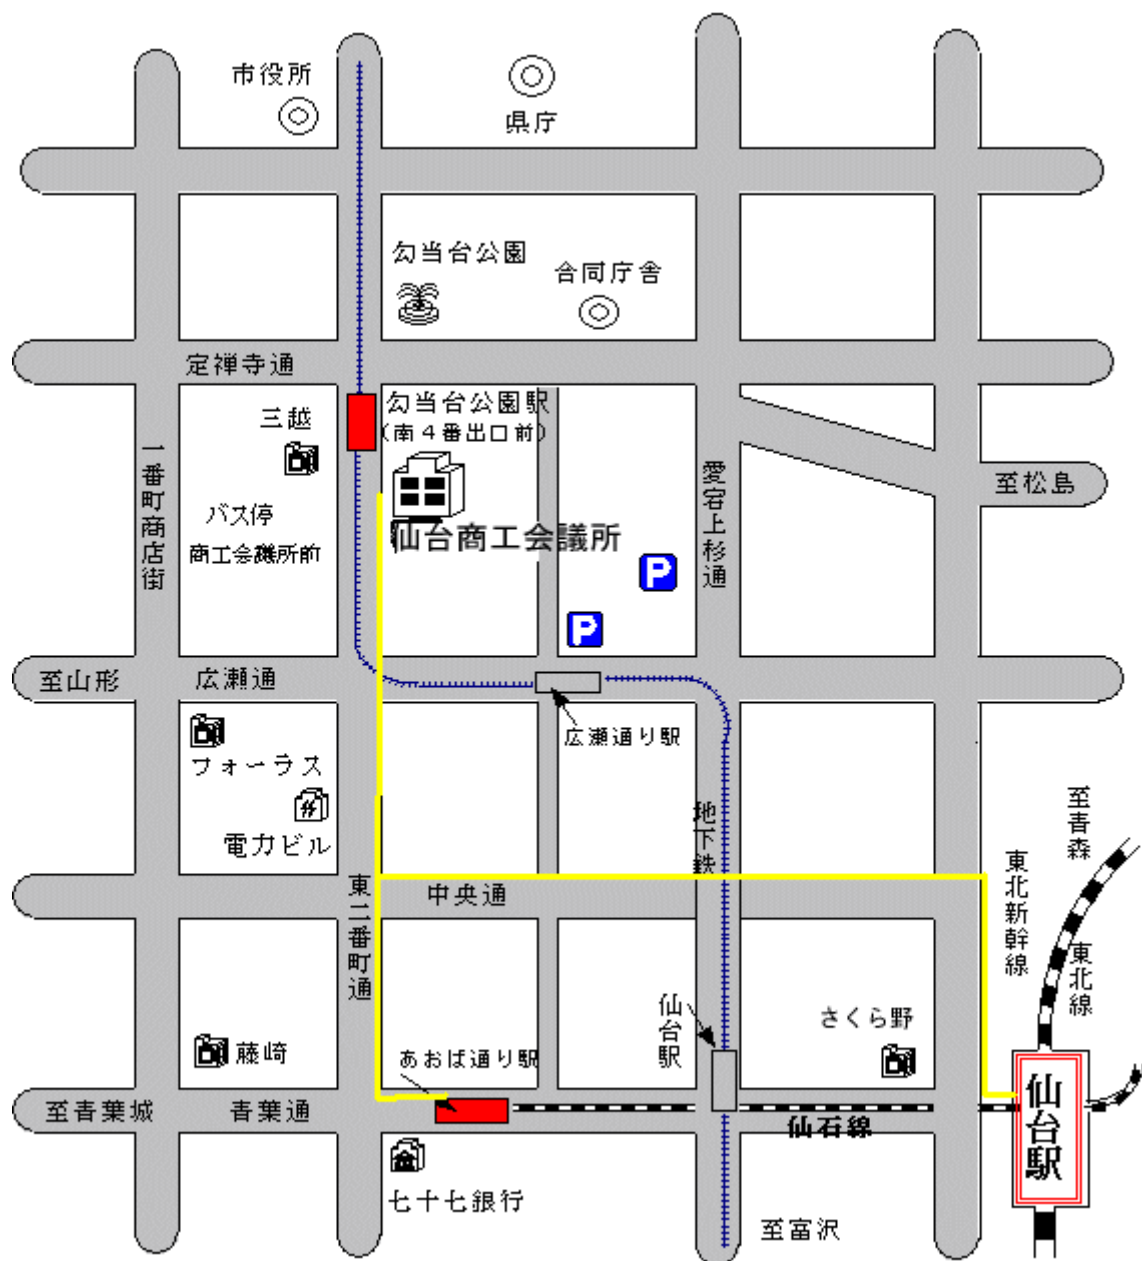 市役所
県庁
勾当台公園
合同庁舎
定禅寺通
三越
勾当台公園駅
(南4番出口前)
一番町商店街
バス停
商工会議所前
仙台商工会議所
愛宕上杉通
至松島
P
P
至山形
広瀬通
広瀬通り駅
フォーラス
電力ビル
地下鉄
至青森
東北新幹線
東北線
東二番町通
中央通
仙台駅
さくら野
藤崎
あおば通り駅
至青葉城
青葉通
仙石線
仙台駅
七十七銀行
至富沢